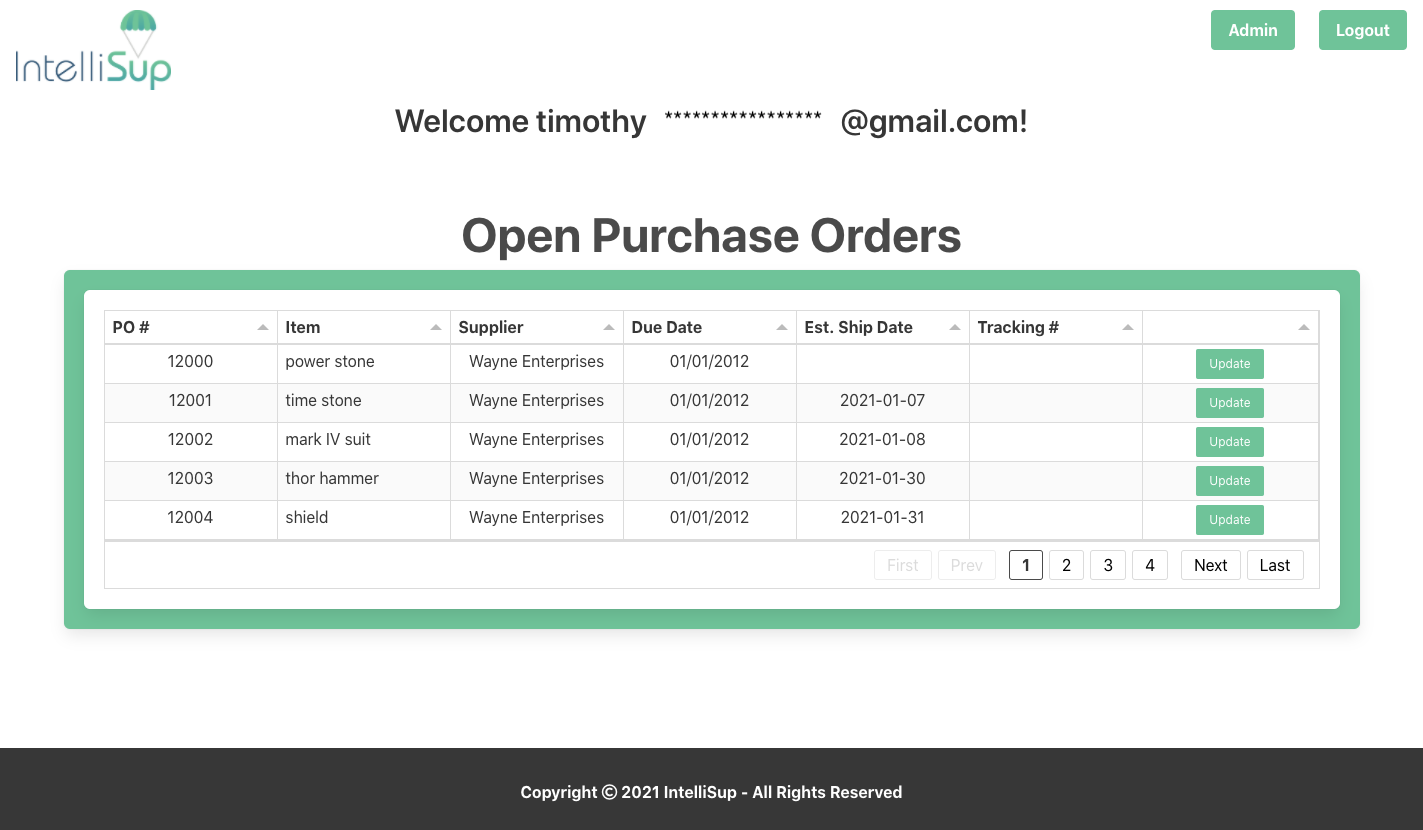 IntelliSup
Admin Logout
Welcome timothy ***************** @gmail.com!
Open Purchase Orders
PO # Item Supplier Due Date Est. Ship Date Tracking #
12000 power stone Wayne Enterprises 01/01/2012 Update
12001 time stone Wayne Enterprises 01/01/2012 2021-01-07 Update
12002 mark IV suit Wayne Enterprises 01/01/2012 2021-01-08 Update
12003 thor hammer Wayne Enterprises 01/01/2012 2021-01-30 Update
12004 shield Wayne Enterprises 01/01/2012 2021-01-31 Update
First Prev 1 2 3 4 Next Last
Copyright © 2021 IntelliSup - All Rights Reserved